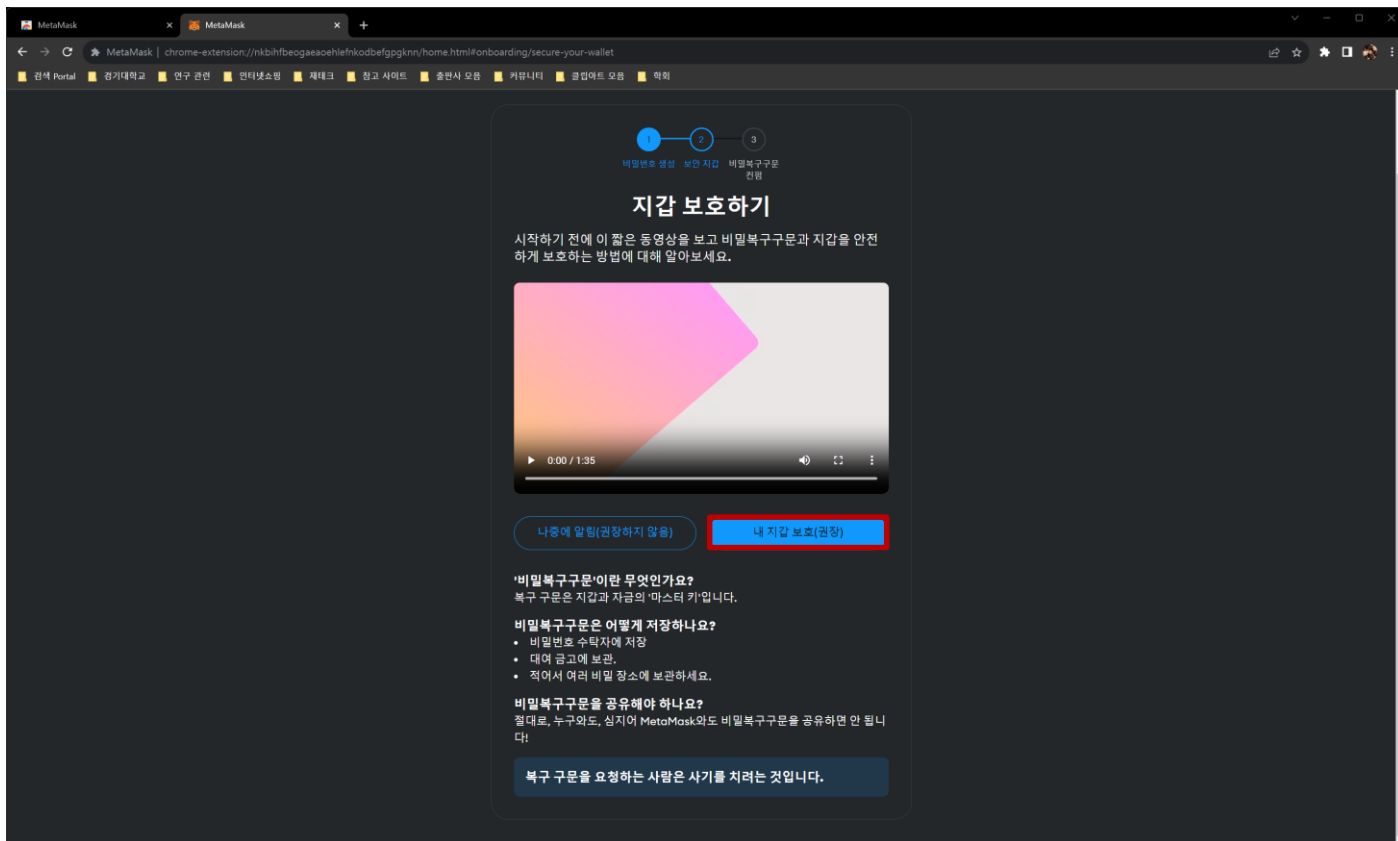 MetaMask
MetaMask
MetaMask | chrome-extension://nkbihfbeogaeaoehlefnkodbefgpgknn/home.html#onboarding/secure-your-wallet
검색 Portal 경기대학교 연구 관련 인터넷쇼핑 재테크 참고 사이트 출판사 모음 커뮤니티 클립아트 모음 학회
1 2 3
비밀번호 생성 보안 지갑 비밀복구구문
컨펌
지갑 보호하기
시작하기 전에 이 짧은 동영상을 보고 비밀복구구문과 지갑을 안전
하게 보호하는 방법에 대해 알아보세요.
0:00 / 1:35
나중에 알림(권장하지 않음) 내 지갑 보호(권장)
'비밀복구구문'이란 무엇인가요?
복구 구문은 지갑과 자금의 '마스터 키'입니다.
비밀복구구문은 어떻게 저장하나요?
• 비밀번호 수탁자에 저장
• 대여 금고에 보관.
• 적어서 여러 비밀 장소에 보관하세요.
비밀복구구문을 공유해야 하나요?
절대로, 누구와도, 심지어 MetaMask와도 비밀복구구문을 공유하면 안 됩니
다!
복구 구문을 요청하는 사람은 사기를 치려는 것입니다.